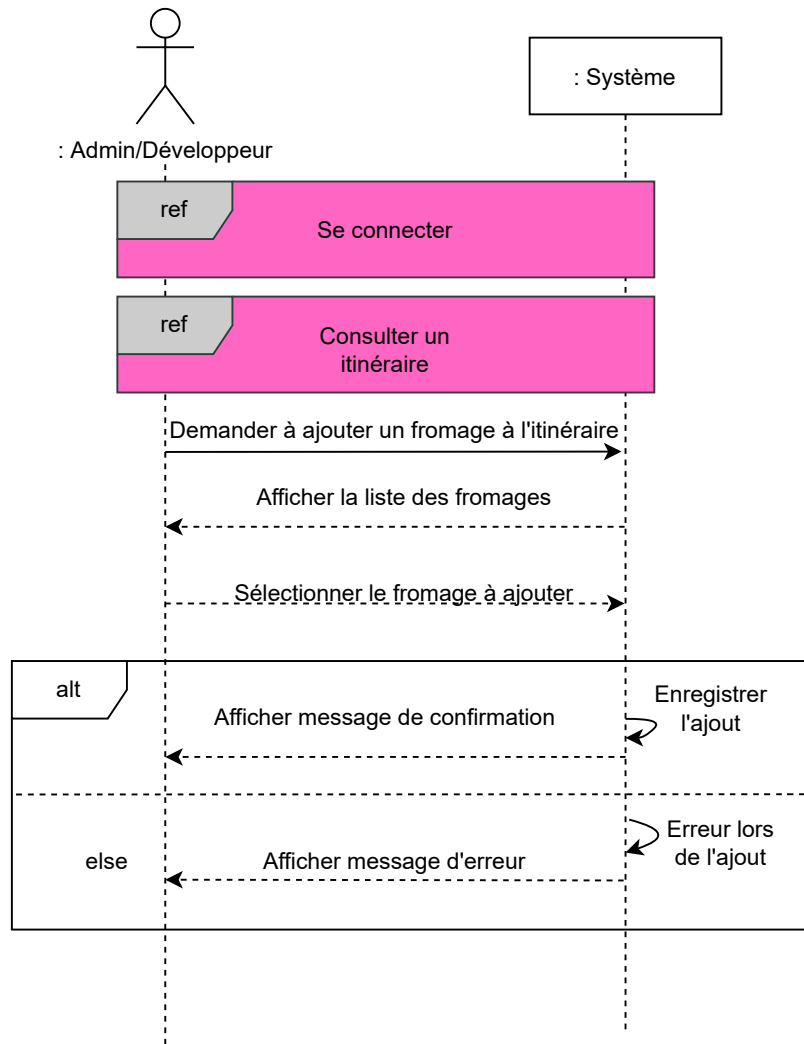 : Système
: Admin/Développeur
ref
Se connecter
ref
Consulter un
itinéraire
Demander à ajouter un fromage à l'itinéraire
Afficher la liste des fromages
Sélectionner le fromage à ajouter
alt
Enregistrer
l'ajout
Afficher message de confirmation
Erreur lors
de l'ajout
else
Afficher message d'erreur